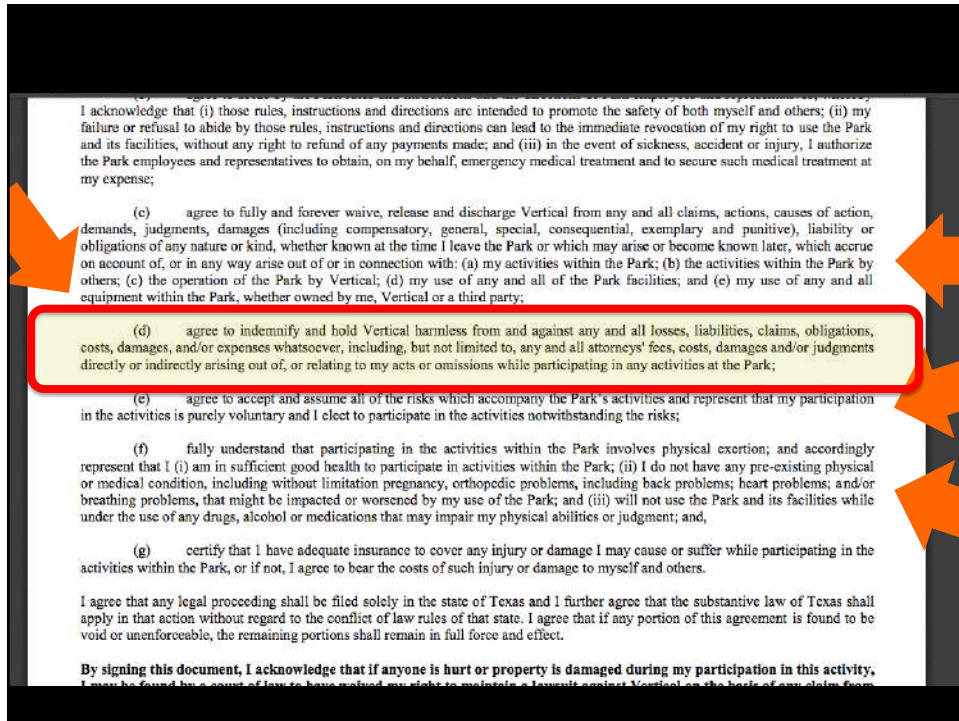 I acknowledge that (i) those rules, instructions and directions are intended to promote the safety of both myself and others; (ii) my
failure or refusal to abide by those rules, instructions and directions can lead to the immediate revocation of my right to use the Park
and its facilities, without any right to refund of any payments made; and (iii) in the event of sickness, accident or injury, I authorize
the Park employees and representatives to obtain, on my behalf, emergency medical treatment and to secure such medical treatment at
my expense;
(c) agree to fully and forever waive, release and discharge Vertical from any and all claims, actions, causes of action,
demands, judgments, damages (including compensatory, general, special, consequential, exemplary and punitive), liability or
obligations of any nature or kind, whether known at the time I leave the Park or which may arise or become known later, which accrue
on account of, or in any way arise out of or in connection with: (a) my activities within the Park; (b) the activities within the Park by
others; (c) the operation of the Park by Vertical; (d) my use of any and all of the Park facilities; and (e) my use of any and all
equipment within the Park, whether owned by me, Vertical or a third party;
(d) agree to indemnify and hold Vertical harmless from and against any and all losses, liabilities, claims, obligations,
costs, damages, and/or expenses whatsoever, including, but not limited to, any and all attorneys' fees, costs, damages and/or judgments
directly or indirectly arising out of, or relating to my acts or omissions while participating in any activities at the Park;
(e) agree to accept and assume all of the risks which accompany the Park's activities and represent that my participation
in the activities is purely voluntary and I elect to participate in the activities notwithstanding the risks;
(f) fully understand that participating in the activities within the Park involves physical exertion; and accordingly
represent that I (i) am in sufficient good health to participate in activities within the Park; (ii) I do not have any pre-existing physical
or medical condition, including without limitation pregnancy, orthopedic problems, including back problems; heart problems; and/or
breathing problems, that might be impacted or worsened by my use of the Park; and (iii) will not use the Park and its facilities while
under the use of any drugs, alcohol or medications that may impair my physical abilities or judgment; and,
(g) certify that I have adequate insurance to cover any injury or damage I may cause or suffer while participating in the
activities within the Park, or if not, I agree to bear the costs of such injury or damage to myself and others.
I agree that any legal proceeding shall be filed solely in the state of Texas and I further agree that the substantive law of Texas shall
apply in that action without regard to the conflict of law rules of that state. I agree that if any portion of this agreement is found to be
void or unenforceable, the remaining portions shall remain in full force and effect.
By signing this document, I acknowledge that if anyone is hurt or property is damaged during my participation in this activity,
I may be found by a court of law to have waived my right to maintain a lawsuit against Vertical on the basis of any claim from